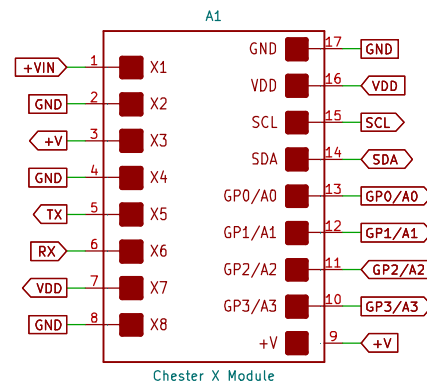 A1
+VIN 1 X1
GND 2 X2
+V 3 X3
GND 4 X4
TX 5 X5
RX 6 X6
VDD 7 X7
GND 8 X8
GND 17 GND
VDD 16 VDD
SCL 15 SCL
SDA 14 SDA
GP0/A0 13 GP0/A0
GP1/A1 12 GP1/A1
GP2/A2 11 GP2/A2
GP3/A3 10 GP3/A3
+V 9 +V
Chester X Module